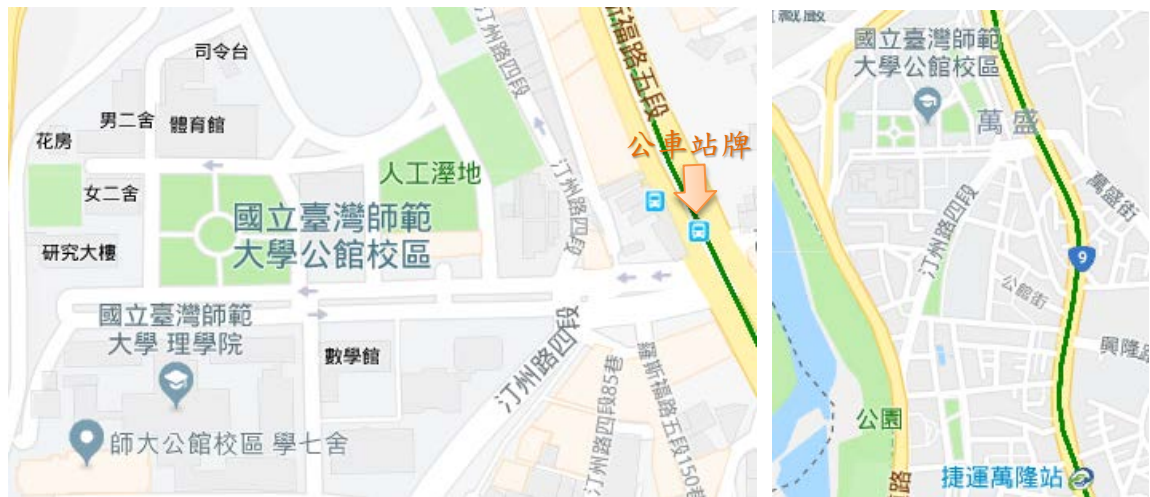 司令台
汀州路四段
斯福路五段
男二舍
體育館
花房
公車站牌
人工溼地
汀州路四段
女二舍
國立臺灣師範
大學公館校區
研究大樓
國立臺灣師範
大學 理學院
數學館
汀州路四段
師大公館校區 學七舍
汀州路四段85巷
羅斯福路五段150巷
藏巖
國立臺灣師範
大學公館校區
萬盛
萬盛街
汀州路四段
9
公館街
興隆路
公園
路
捷運萬隆站